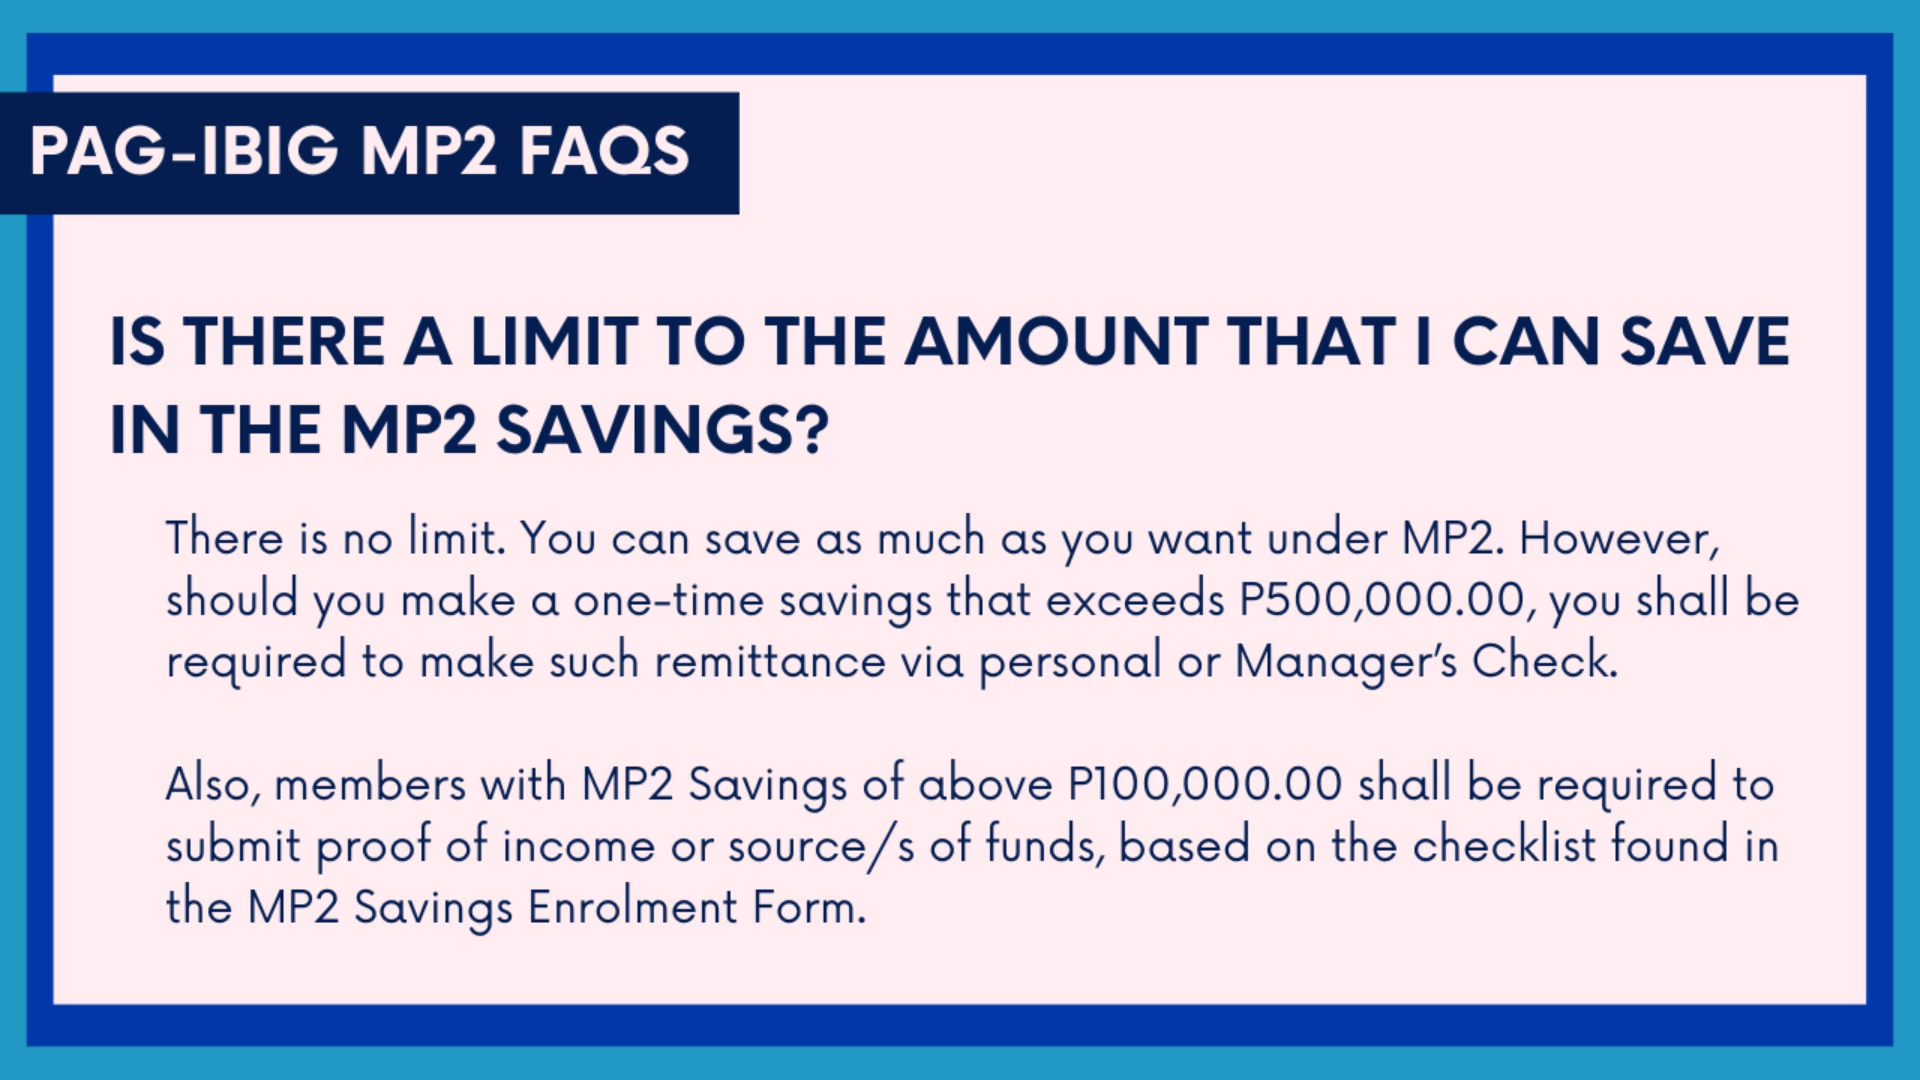 PAG-IBIG MP2 FAQS
IS THERE A LIMIT TO THE AMOUNT THAT I CAN SAVE
IN THE MP2 SAVINGS?
There is no limit. You can save as much as you want under MP2. However,
should you make a one-time savings that exceeds P500,000.00, you shall be
required to make such remittance via personal or Manager’s Check.
Also, members with MP2 Savings of above P100,000.00 shall be required to
submit proof of income or source/s of funds, based on the checklist found in
the MP2 Savings Enrolment Form.